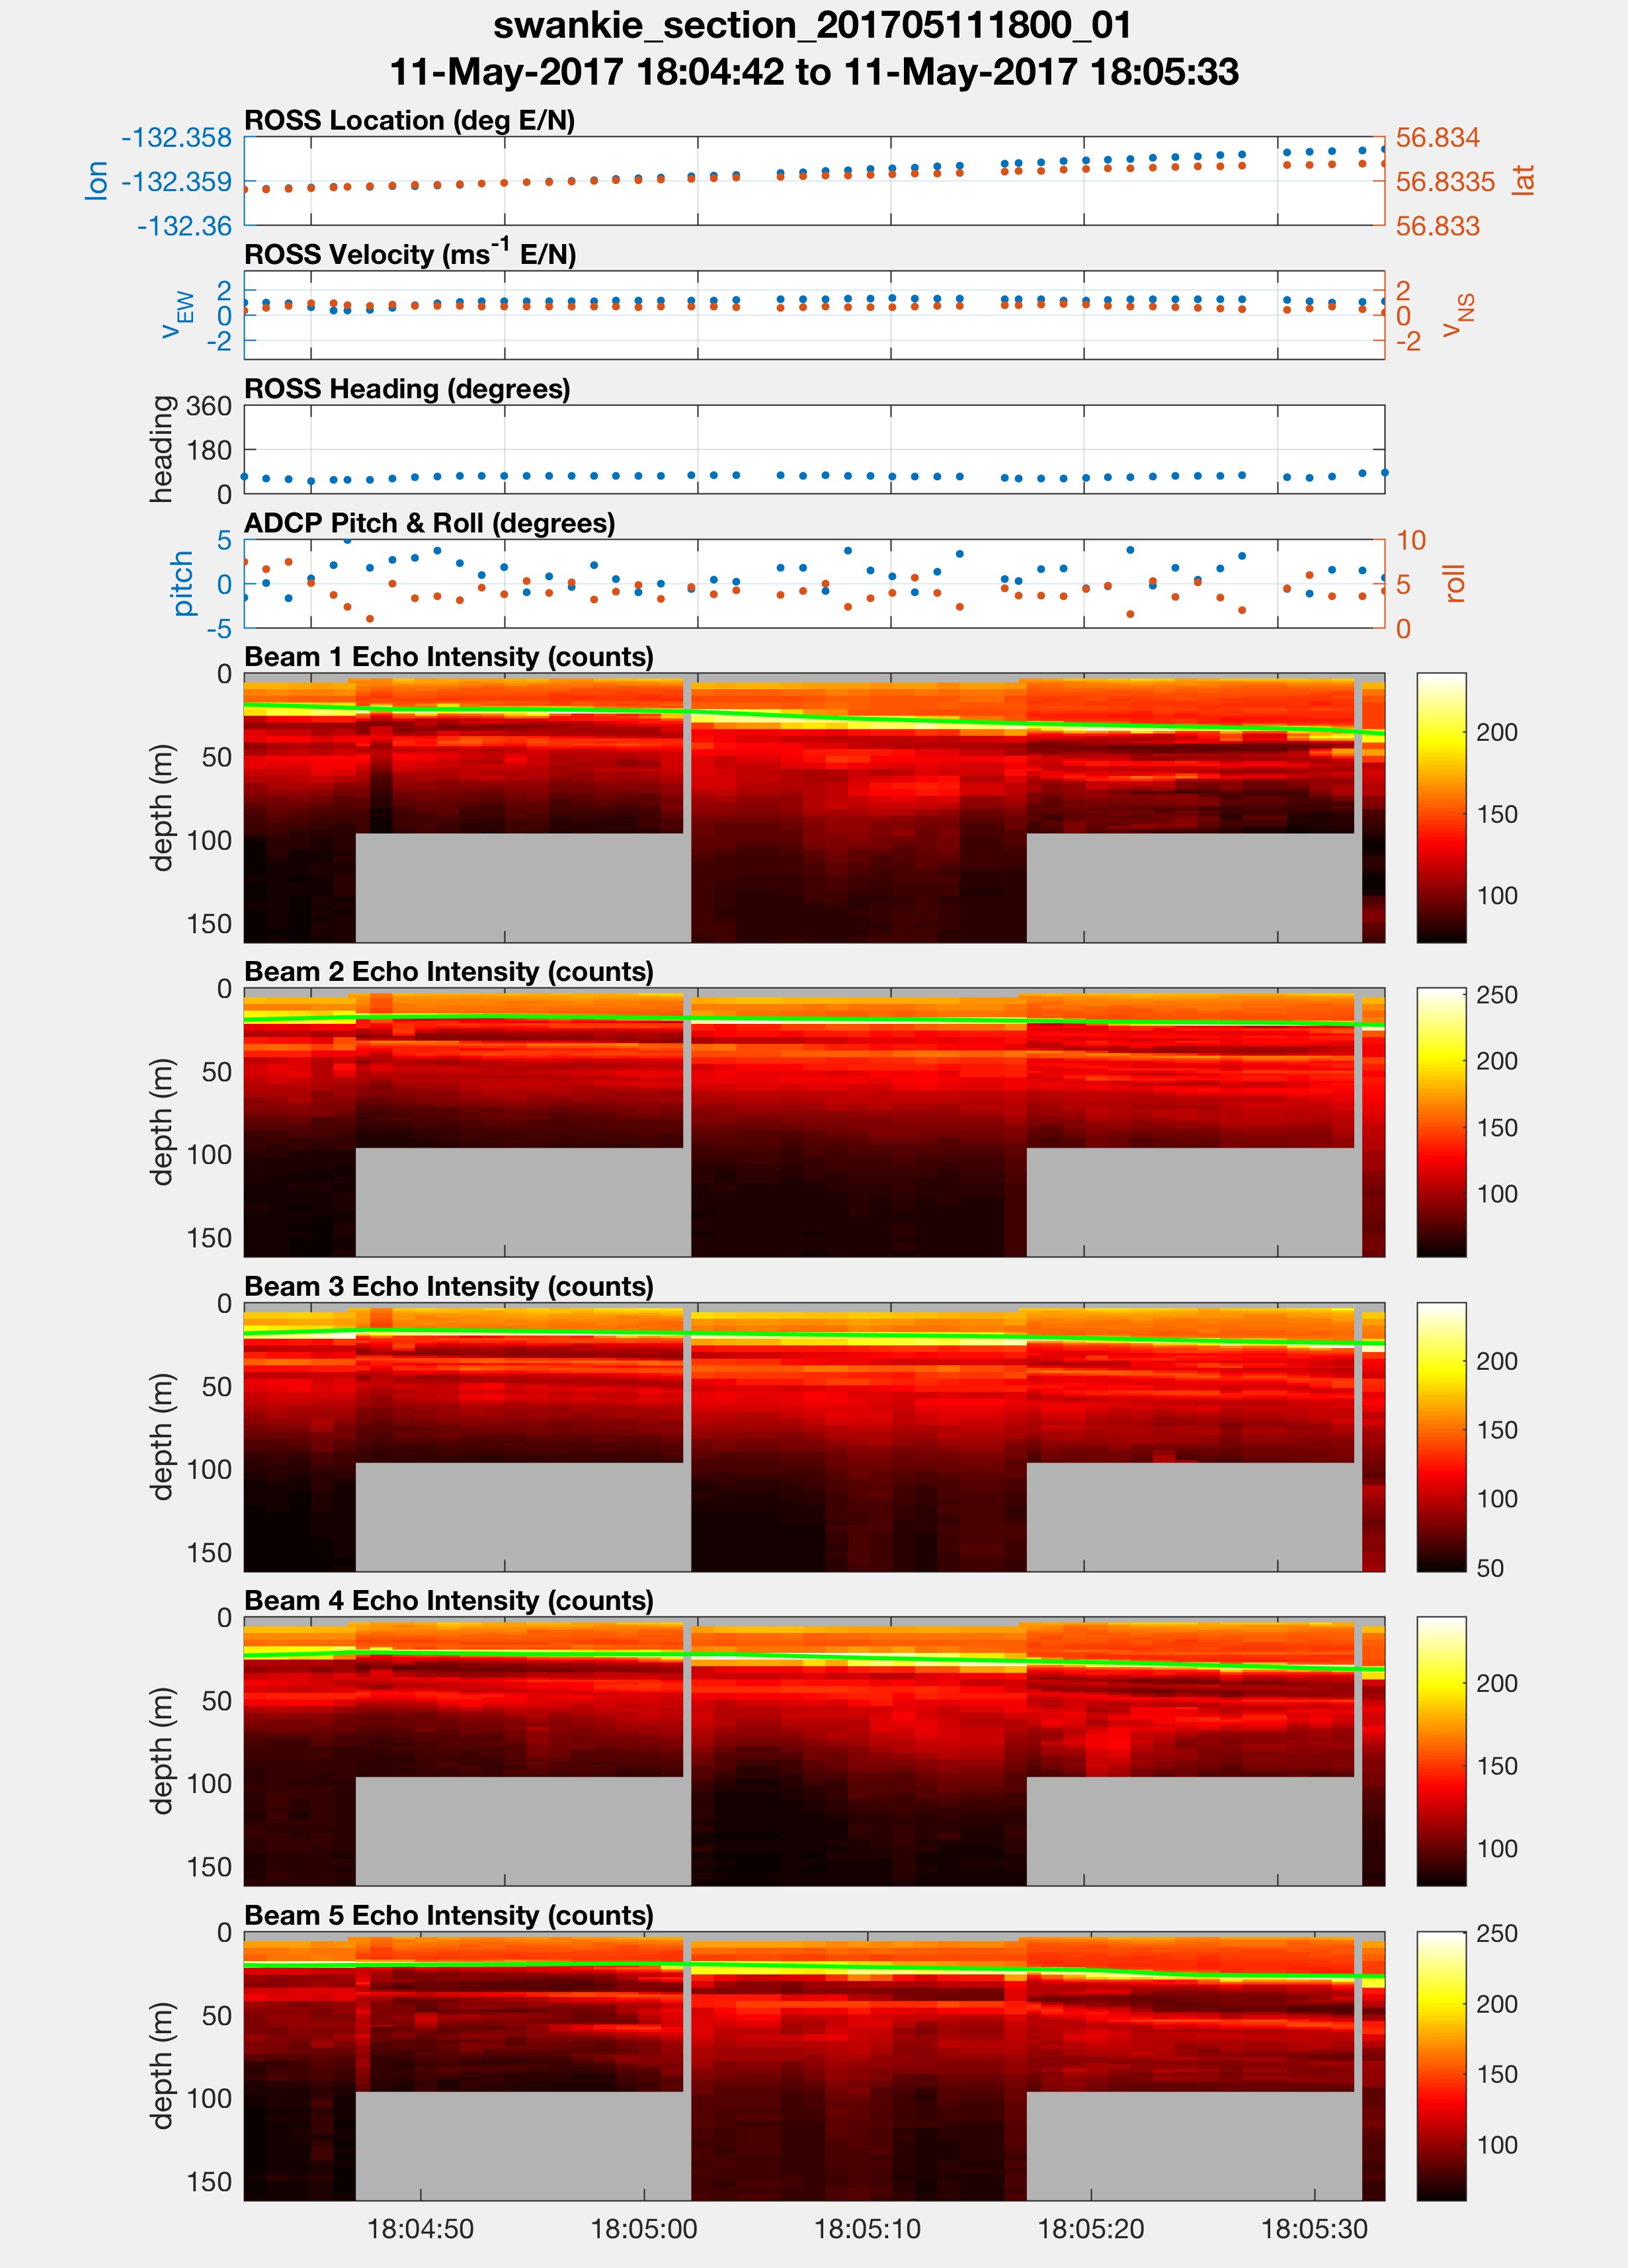 swankie_section_201705111800_01
11-May-2017 18:04:42 to 11-May-2017 18:05:33
ROSS Location (deg E/N)
-132.358
-132.359
-132.36
lon
56.834
56.8335
56.833
lat
ROSS Velocity (ms-1 E/N)
2
0
-2
vEW
2
0
-2
vNS
ROSS Heading (degrees)
360
180
0
heading
ADCP Pitch & Roll (degrees)
5
0
-5
pitch
10
5
0
roll
Beam 1 Echo Intensity (counts)
0
50
100
150
depth (m)
200
150
100
Beam 2 Echo Intensity (counts)
0
50
100
150
depth (m)
250
200
150
100
Beam 3 Echo Intensity (counts)
0
50
100
150
depth (m)
200
150
100
50
Beam 4 Echo Intensity (counts)
0
50
100
150
depth (m)
200
150
100
Beam 5 Echo Intensity (counts)
0
50
100
150
depth (m)
250
200
150
100
18:04:50 18:05:00 18:05:10 18:05:20 18:05:30